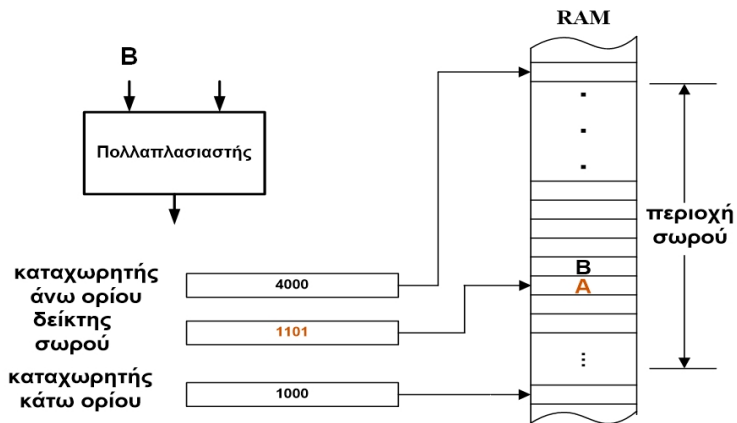 RAM
B
Πολλαπλασιαστής
περιοχή
σωρού
B
A
καταχωρητής
άνω ορίου
4000
δείκτης
σωρού
1101
καταχωρητής
κάτω ορίου
1000